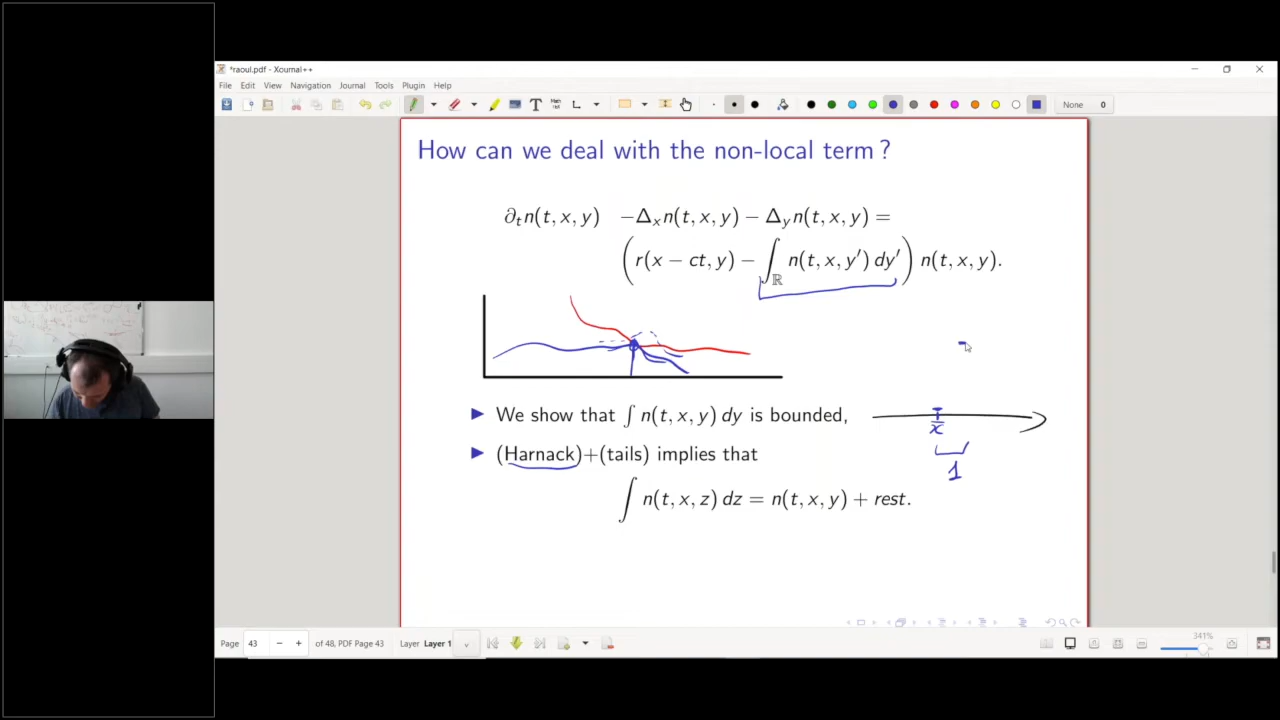 *raoul.pdf - Xournal++
File Edit View Navigation Journal Tools Plugin Help
None 0
How can we deal with the non-local term ?
∂ₜn(t, x, y) −Δₓn(t, x, y) − Δᵧn(t, x, y) =
(r(x − ct, y) − ∫_ℝ n(t, x, y′) dy′) n(t, x, y).
► We show that ∫ n(t, x, y) dy is bounded,
x
► (Harnack)+(tails) implies that
1
∫ n(t, x, z) dz = n(t, x, y) + rest.
Page 43 of 48, PDF Page 43 Layer Layer 1 341%